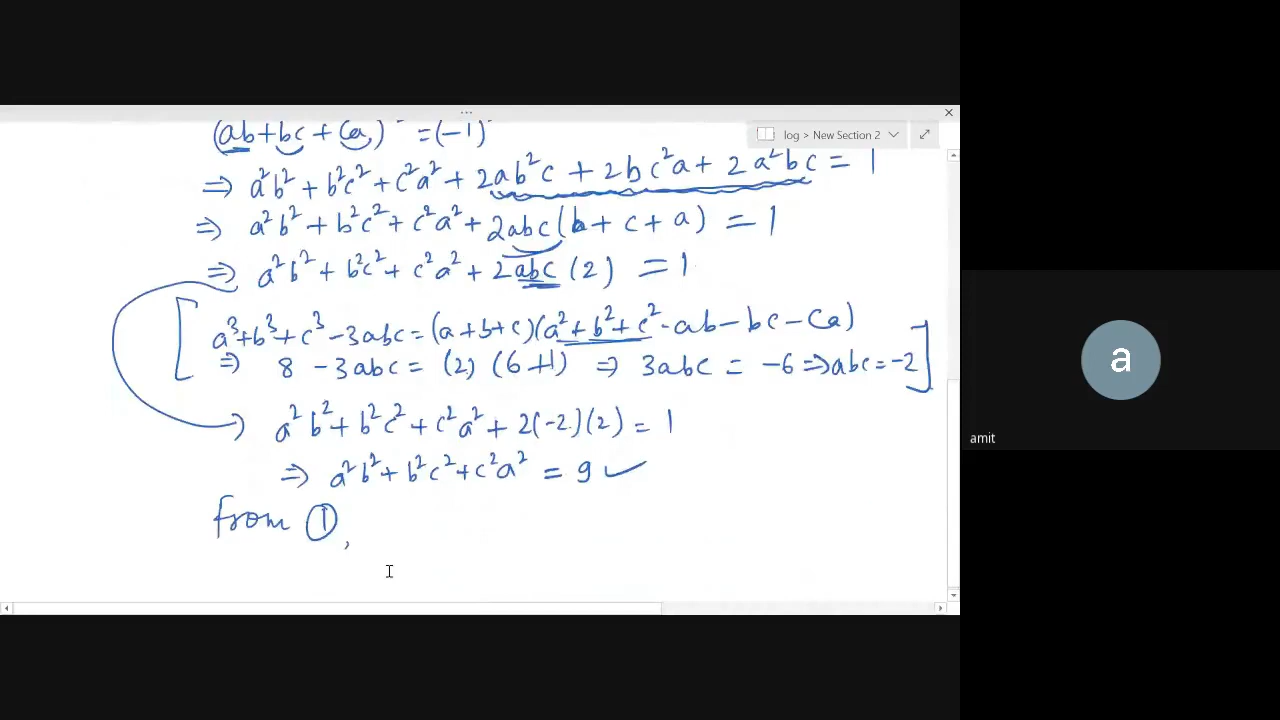 (ab+bc+ca)² = (-1)²
log > New Section 2
⇒ a²b² + b²c² + c²a² + 2ab²c + 2bc²a + 2a²bc = 1
⇒ a²b² + b²c² + c²a² + 2abc(b + c + a) = 1
⇒ a²b² + b²c² + c²a² + 2abc(2) = 1
[a³+b³+c³-3abc = (a+b+c)(a²+b²+c²-ab-bc-ca)
⇒ 8 - 3abc = (2) (6+1) ⇒ 3abc = -6 ⇒ abc = -2]
⇒ a²b² + b²c² + c²a² + 2(-2)(2) = 1
⇒ a²b² + b²c² + c²a² = 9 ✓
from ①,
a
amit